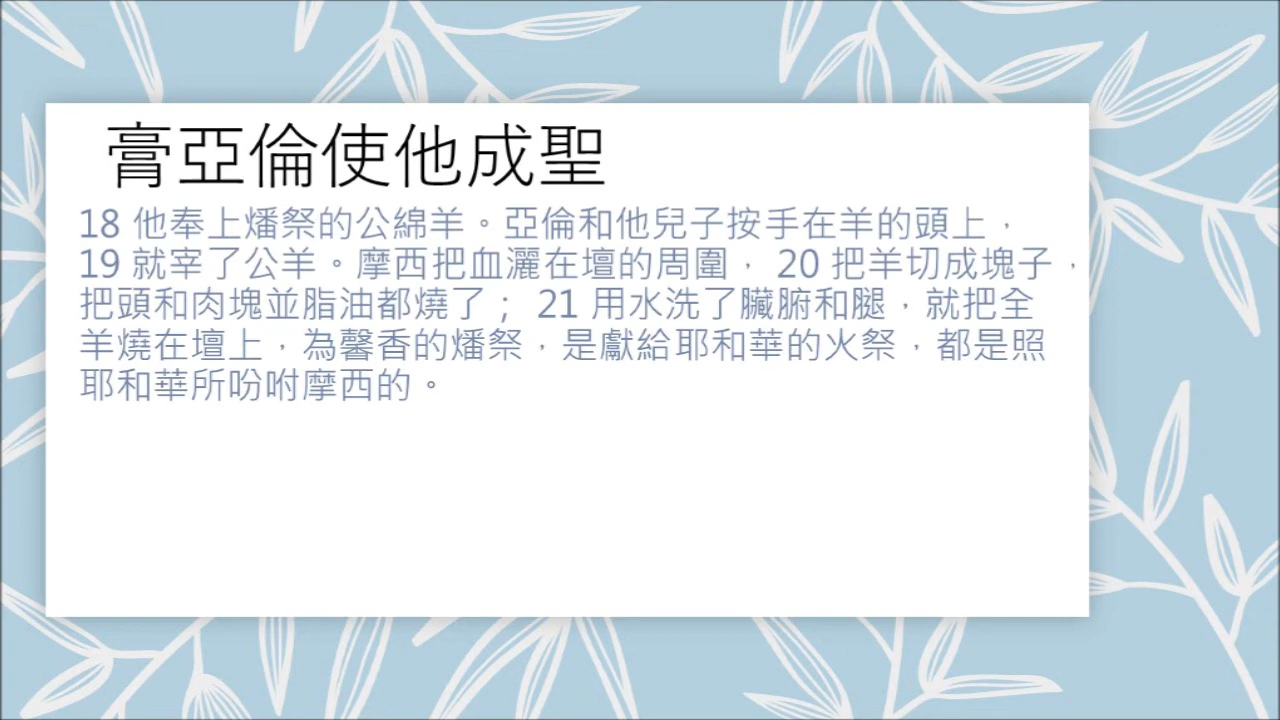 膏亞倫使他成聖
18 他奉上燔祭的公綿羊。亞倫和他兒子按手在羊的頭上，
19 就宰了公羊。摩西把血灑在壇的周圍， 20 把羊切成塊子，
把頭和肉塊並脂油都燒了； 21 用水洗了臟腑和腿，就把全
羊燒在壇上，為馨香的燔祭，是獻給耶和華的火祭，都是照
耶和華所吩咐摩西的。